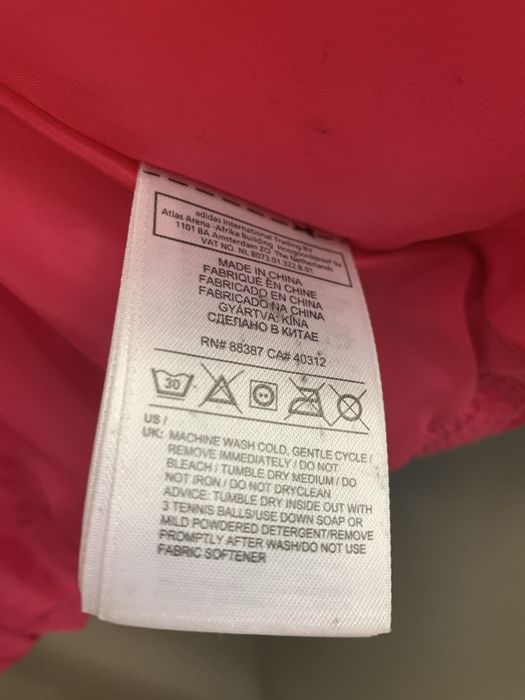 adidas International Trading BV
Atlas Arena -Afrika Building Hoogoorddreef 9a
1101 BA Amsterdam ZO The Netherlands
VAT NO. NL 8073.01.322.B.01
MADE IN CHINA
FABRIQUÉ EN CHINE
FABRICADO EN CHINA
FABRICADO NA CHINA
GYÁRTVA: KÍNA
СДЕЛАНО В КИТАЕ
RN# 88387 CA# 40312
30
US /
UK: MACHINE WASH COLD, GENTLE CYCLE /
REMOVE IMMEDIATELY / DO NOT
BLEACH / TUMBLE DRY MEDIUM / DO
NOT IRON / DO NOT DRYCLEAN
ADVICE: TUMBLE DRY INSIDE OUT WITH
3 TENNIS BALLS/USE DOWN SOAP OR
MILD POWDERED DETERGENT/REMOVE
PROMPTLY AFTER WASH/DO NOT USE
FABRIC SOFTENER